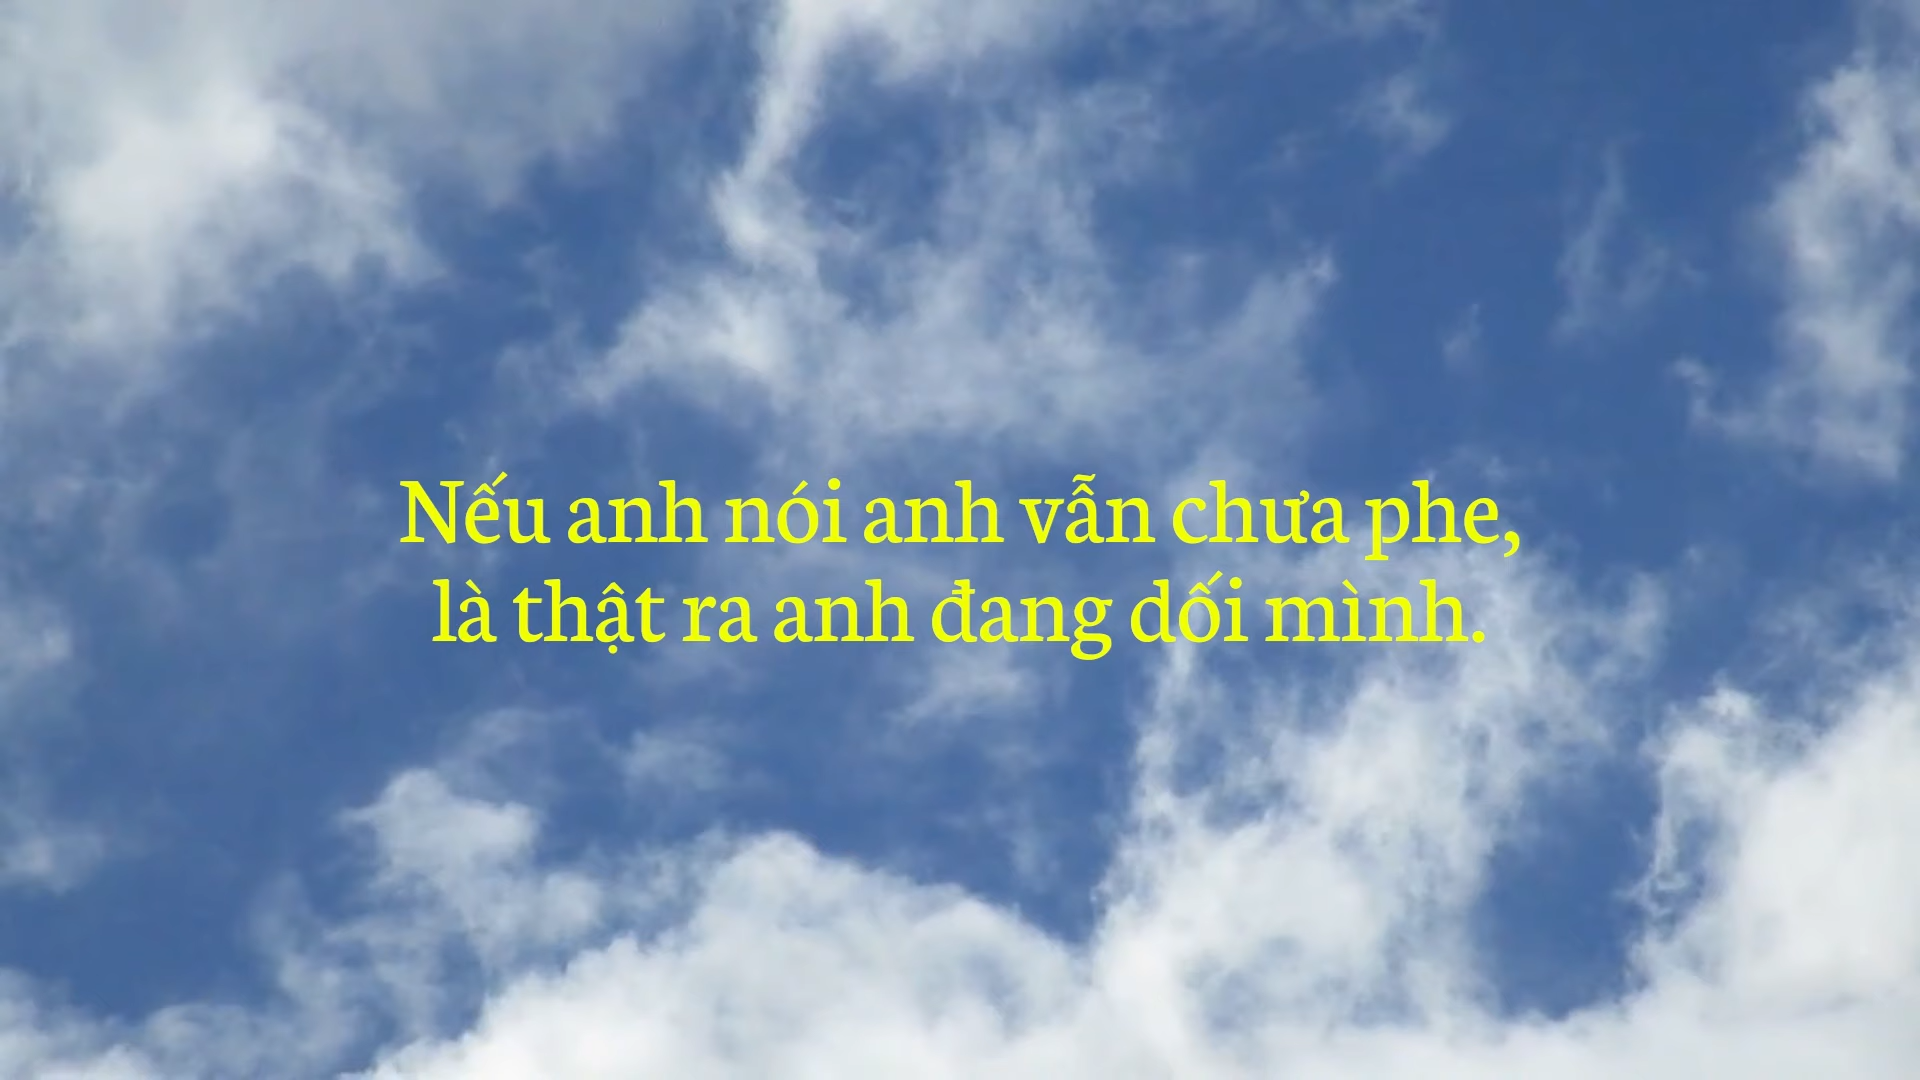 Nếu anh nói anh vẫn chưa phe,
là thật ra anh đang dối mình.